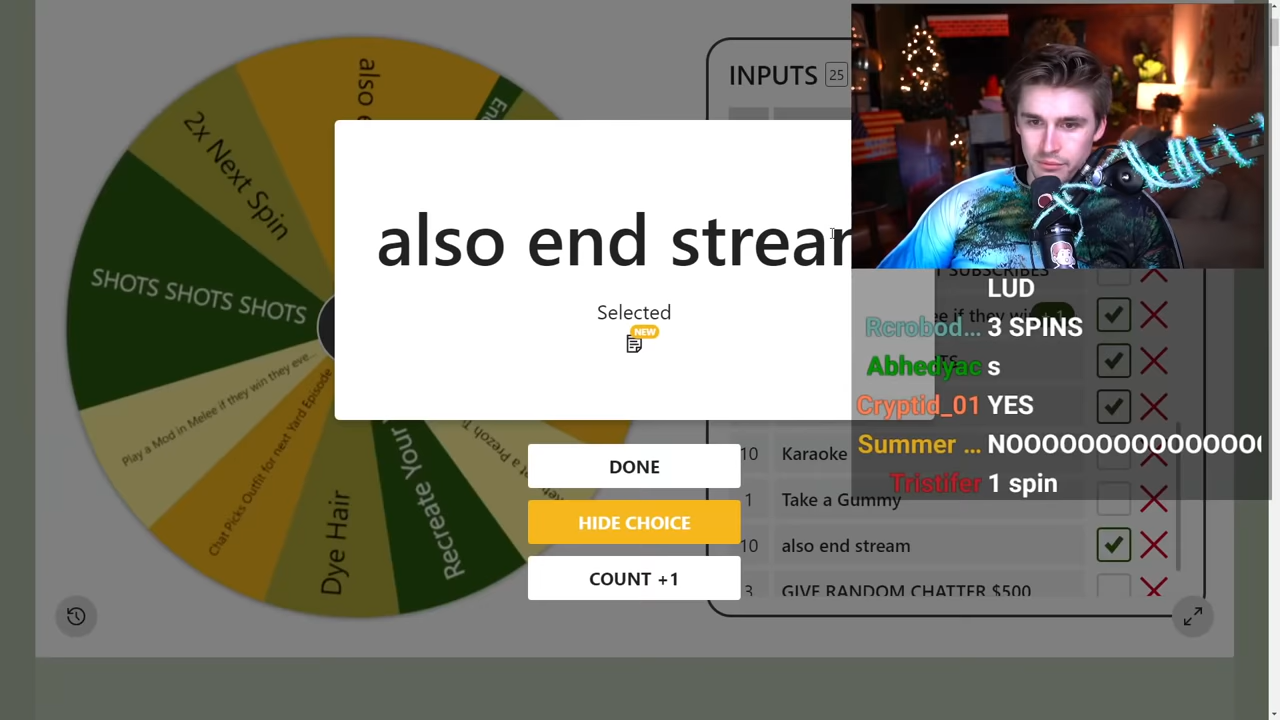 also e
2x Next Spin
SHOTS SHOTS SHOTS
Play a Mod in Melee if they win they eve...
Chat Picks Outfit for next Yard Episode
Dye Hair
Recreate Your
INPUTS 25
also end strear
Selected
NEW
DONE
HIDE CHOICE
COUNT +1
SUBSCRIBES
+ 1
10 Karaoke
1 Take a Gummy
10 also end stream
3 GIVE RANDOM CHATTER $500
LUD
Rcrobod... 3 SPINS
Abhedyac s
Cryptid_01 YES
Summer ... NOOOOOOOOOOOOOO
Tristifer 1 spin